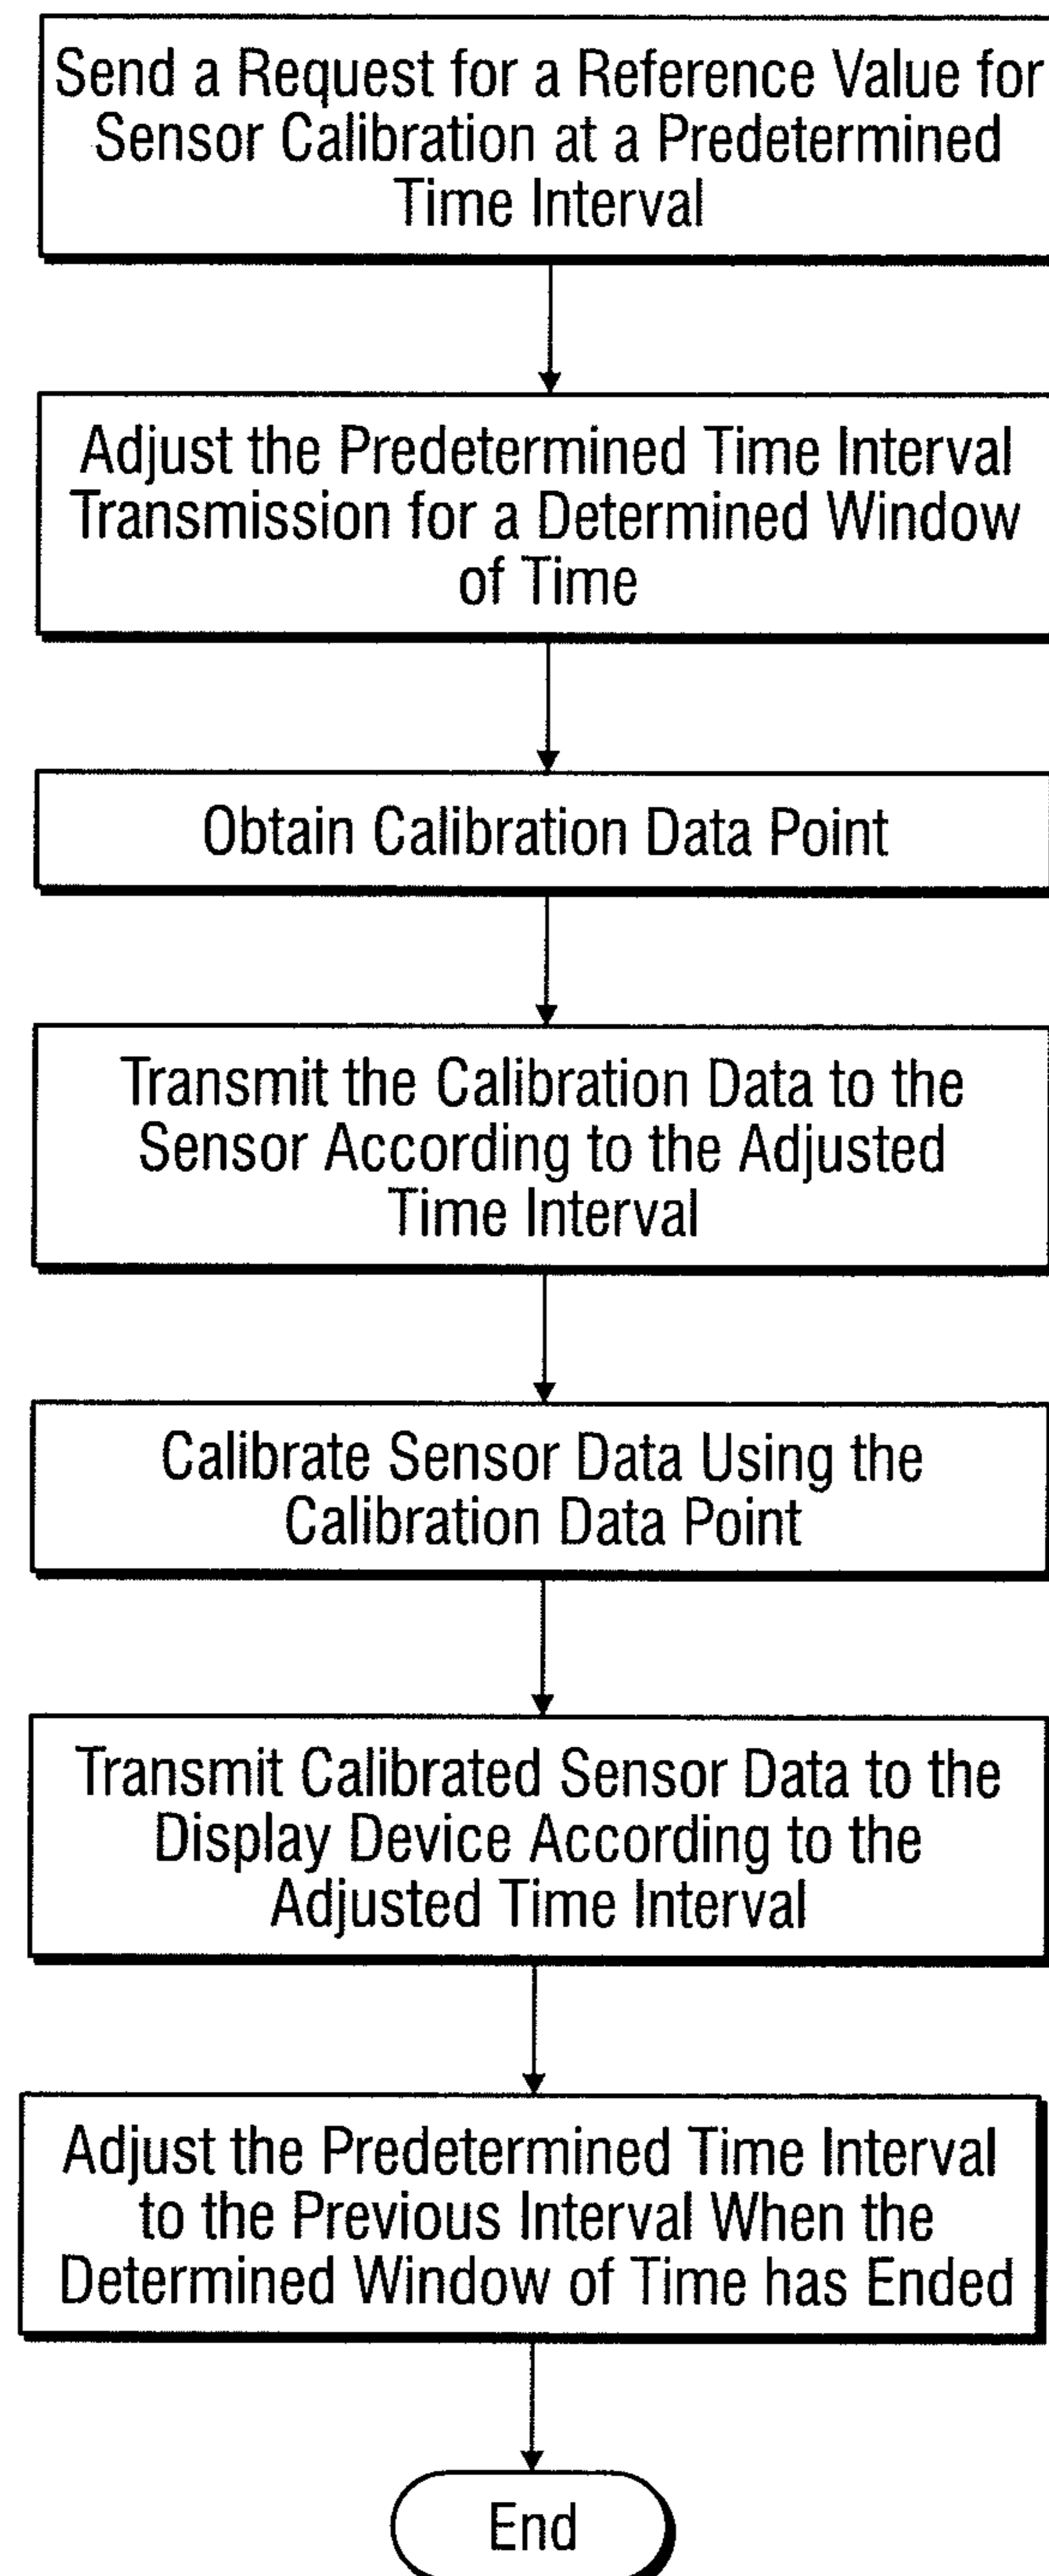 Send a Request for a Reference Value for
Sensor Calibration at a Predetermined
Time Interval
Adjust the Predetermined Time Interval
Transmission for a Determined Window
of Time
Obtain Calibration Data Point
Transmit the Calibration Data to the
Sensor According to the Adjusted
Time Interval
Calibrate Sensor Data Using the
Calibration Data Point
Transmit Calibrated Sensor Data to the
Display Device According to the
Adjusted Time Interval
Adjust the Predetermined Time Interval
to the Previous Interval When the
Determined Window of Time has Ended
End